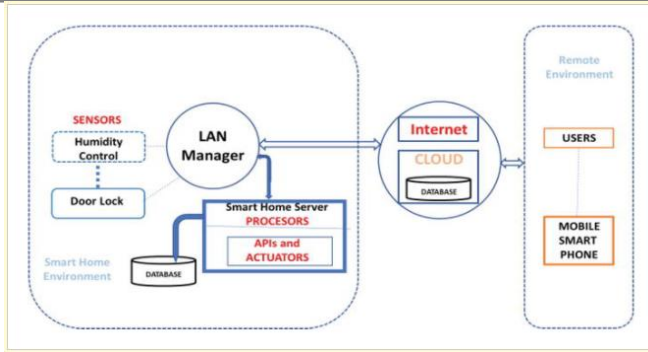 SENSORS
Humidity
Control
Door Lock
LAN
Manager
Smart Home Server
PROCESORS
APIs and
ACTUATORS
DATABASE
Smart Home
Environment
Internet
CLOUD
DATABASE
Remote
Environment
USERS
MOBILE
SMART
PHONE